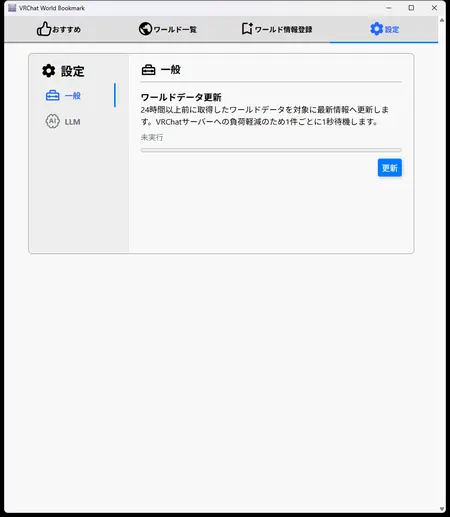 VRChat World Bookmark
おすすめ
ワールド一覧
ワールド情報登録
設定
設定
一般
AI
LLM
一般
ワールドデータ更新
24時間以上前に取得したワールドデータを対象に最新情報へ更新しま
す。VRChatサーバーへの負荷軽減のため1件ごとに1秒待機します。
未実行
更新